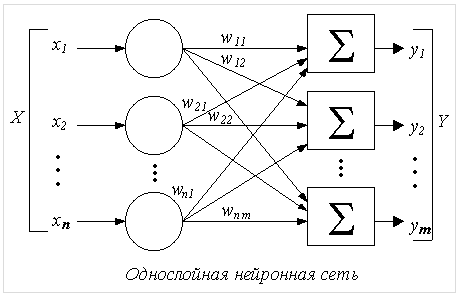 x1 w11 Σ y1
w12
X w21 Y
x2 w22 Σ y2
wn1
xn wnm Σ ym
Однослойная нейронная сеть